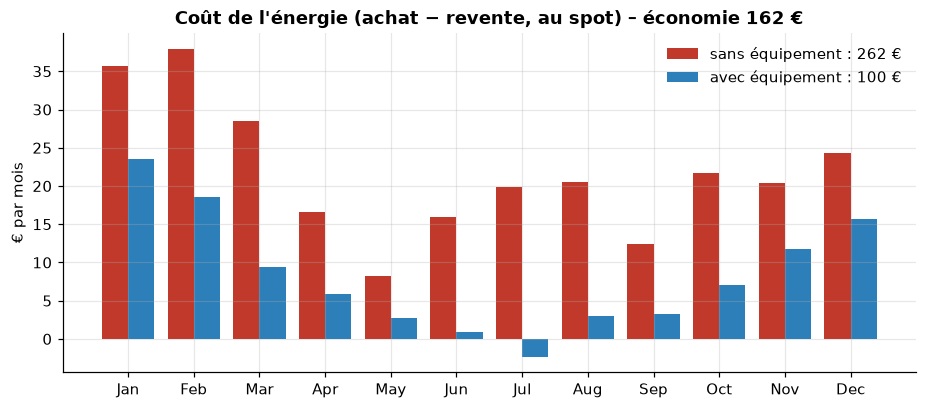 Coût de l'énergie (achat − revente, au spot) – économie 162 €
sans équipement : 262 €
avec équipement : 100 €
€ par mois
35
30
25
20
15
10
5
0
Jan Feb Mar Apr May Jun Jul Aug Sep Oct Nov Dec